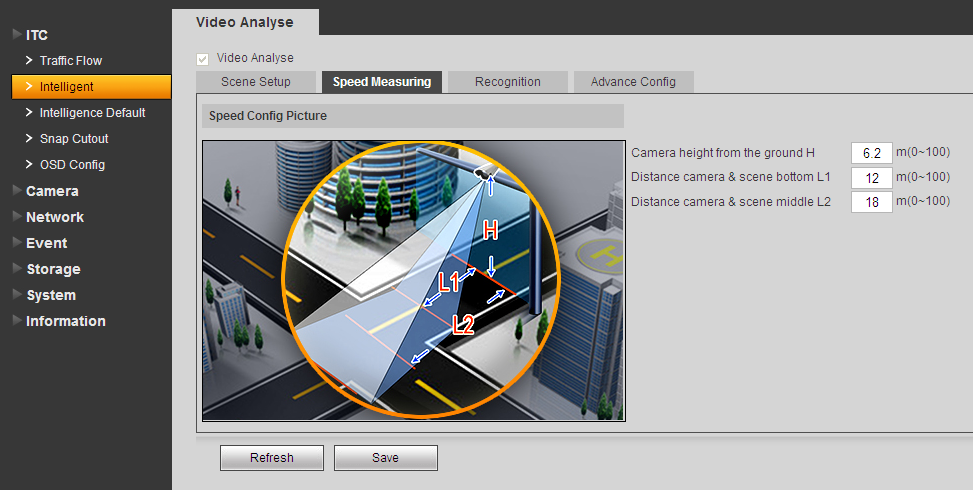 Video Analyse
ITC
Traffic Flow
Intelligent
Intelligence Default
Snap Cutout
OSD Config
Camera
Network
Event
Storage
System
Information
Video Analyse
Scene Setup Speed Measuring Recognition Advance Config
Speed Config Picture
H
L1
L2
H
Camera height from the ground H 6.2 m(0~100)
Distance camera & scene bottom L1 12 m(0~100)
Distance camera & scene middle L2 18 m(0~100)
Refresh Save